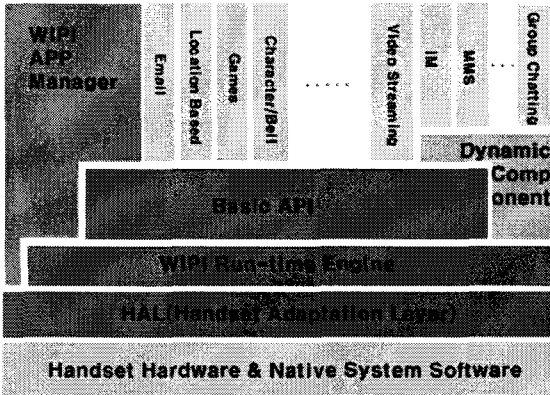 WIPI
APP
Manager
Email
Location Based
Games
Character/Bell
.....
Video Streaming
IM
MMS
...
Group Chatting
Dynamic
Comp
onent
Basic API
WIPI Run-time Engine
HAL(Handset Adaptation Layer)
Handset Hardware & Native System Software